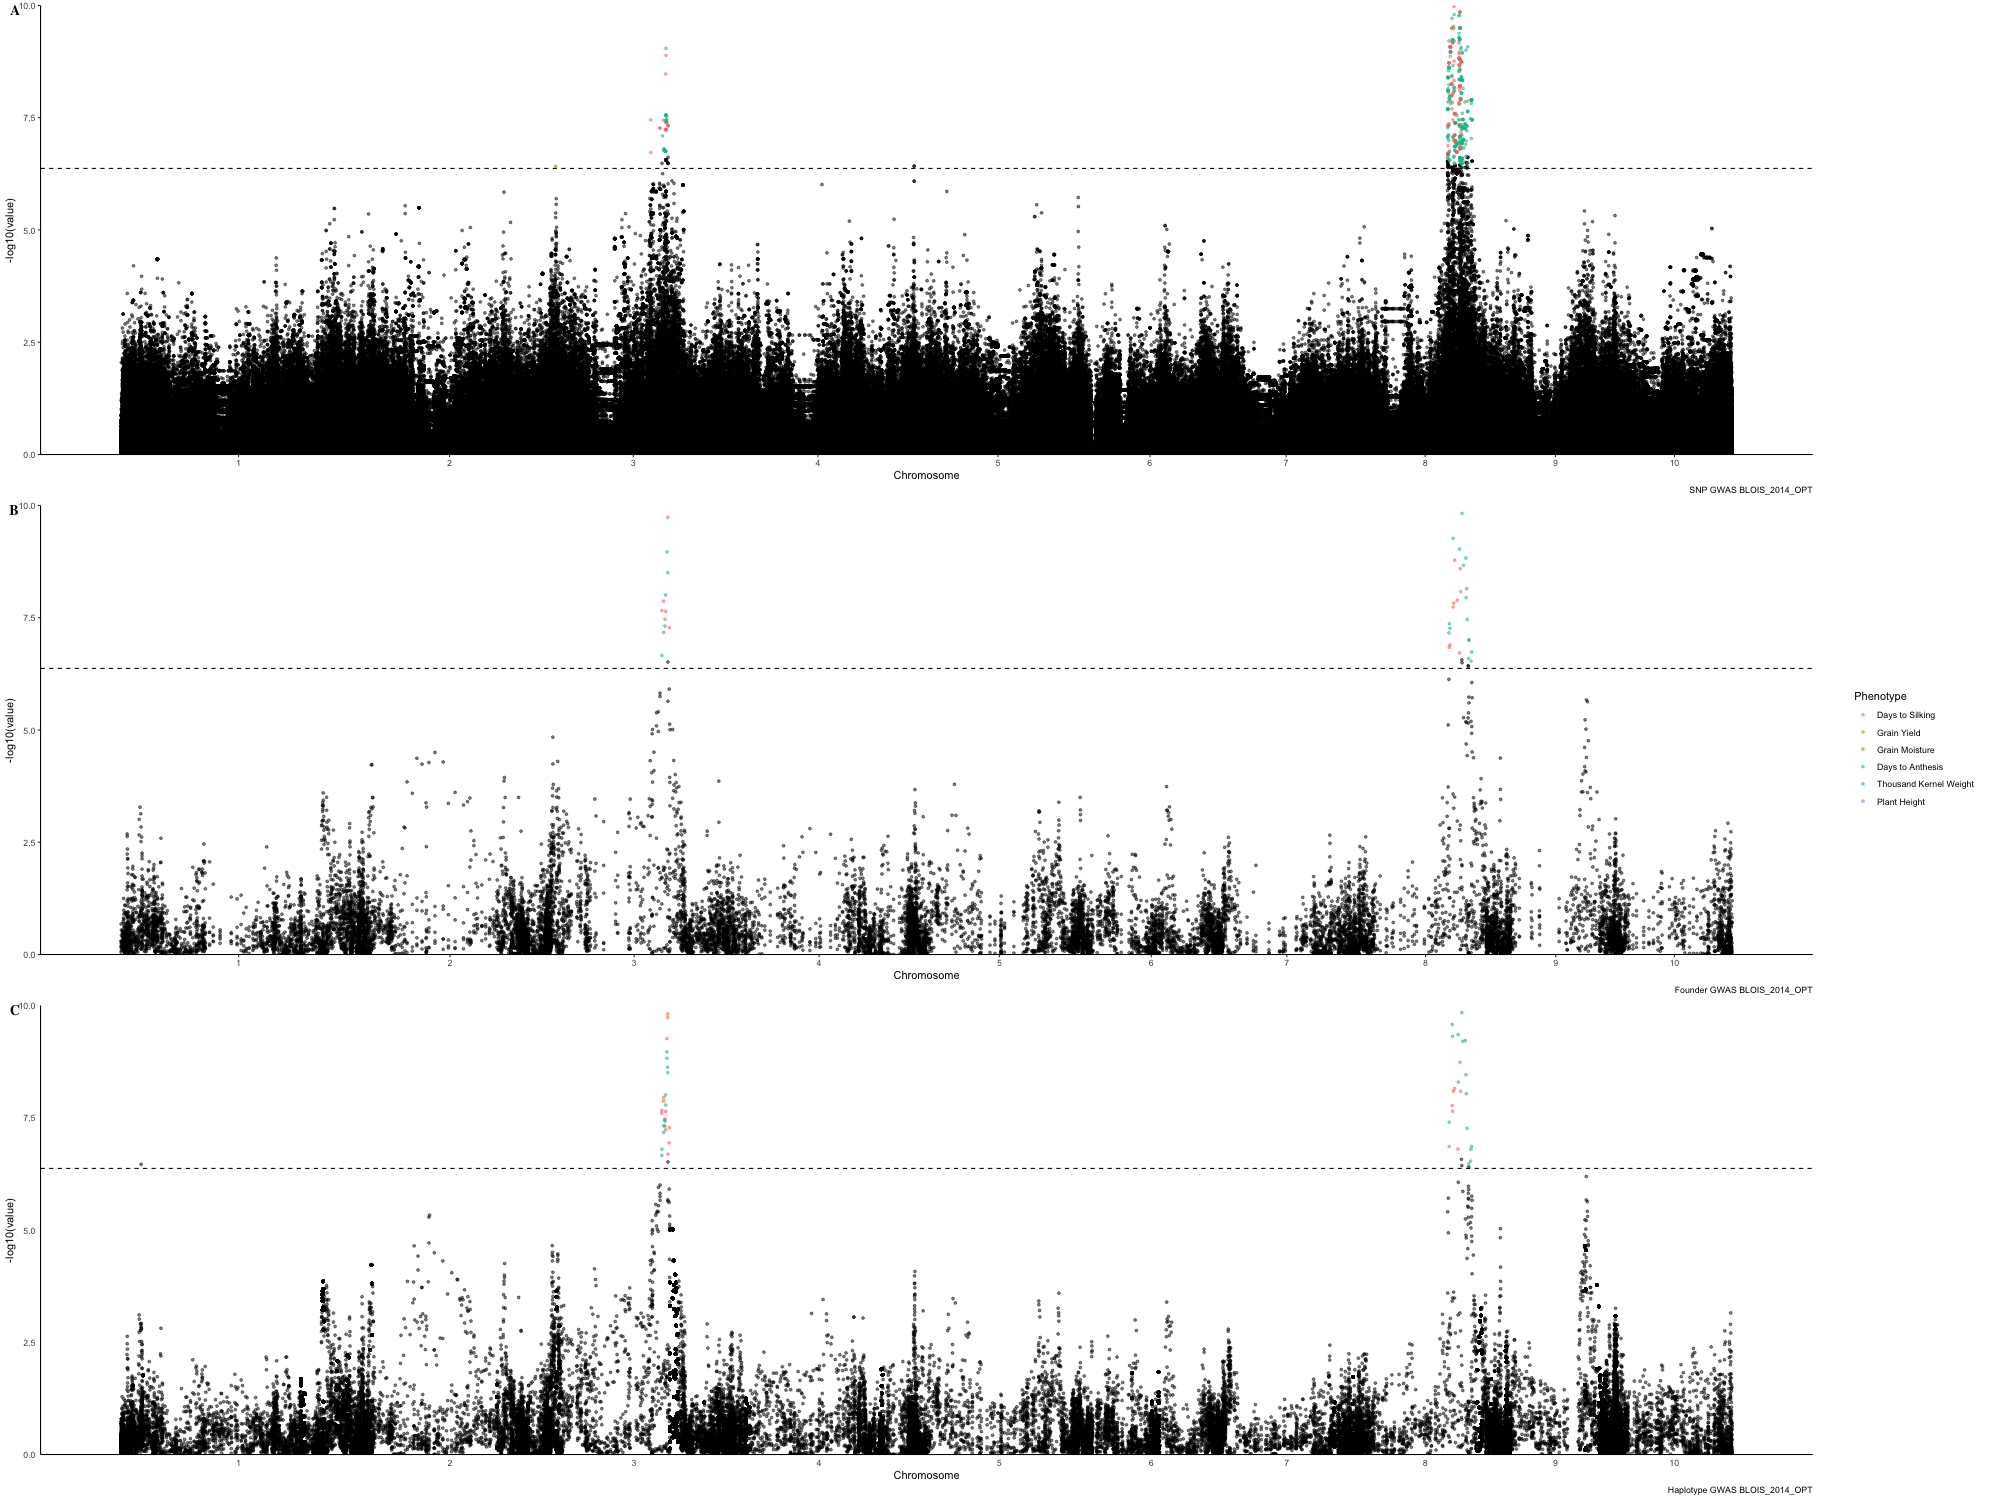 A
10.0
7.5
5.0
2.5
0.0
-log10(value)
1 2 3 4 5 6 7 8 9 10
Chromosome
SNP GWAS BLOIS_2014_OPT
B
10.0
7.5
5.0
2.5
0.0
-log10(value)
1 2 3 4 5 6 7 8 9 10
Chromosome
Founder GWAS BLOIS_2014_OPT
Phenotype
Days to Silking
Grain Yield
Grain Moisture
Days to Anthesis
Thousand Kernel Weight
Plant Height
C
10.0
7.5
5.0
2.5
0.0
-log10(value)
1 2 3 4 5 6 7 8 9 10
Chromosome
Haplotype GWAS BLOIS_2014_OPT